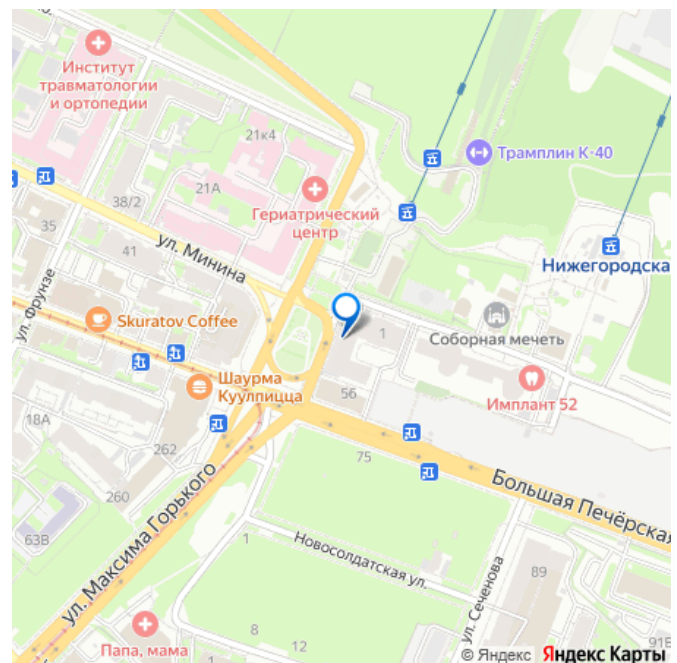 Институт
травматологии
и ортопедии
21к4
Трамплин К-40
21А
38/2
Гериатрический
центр
35
41
ул. Минина
Нижегородска
ул. Фрунзе
Skuratov Coffee
1
Соборная мечеть
Шаурма
Куулпицца
56
Имплант 52
18А
262
75
260
Большая Печёрская
ул. Максима Горького
63В
1
Новосолдатская ул.
ул. Сеченова
89
8
12
Папа, мама
91В
© Яндекс Яндекс Карты